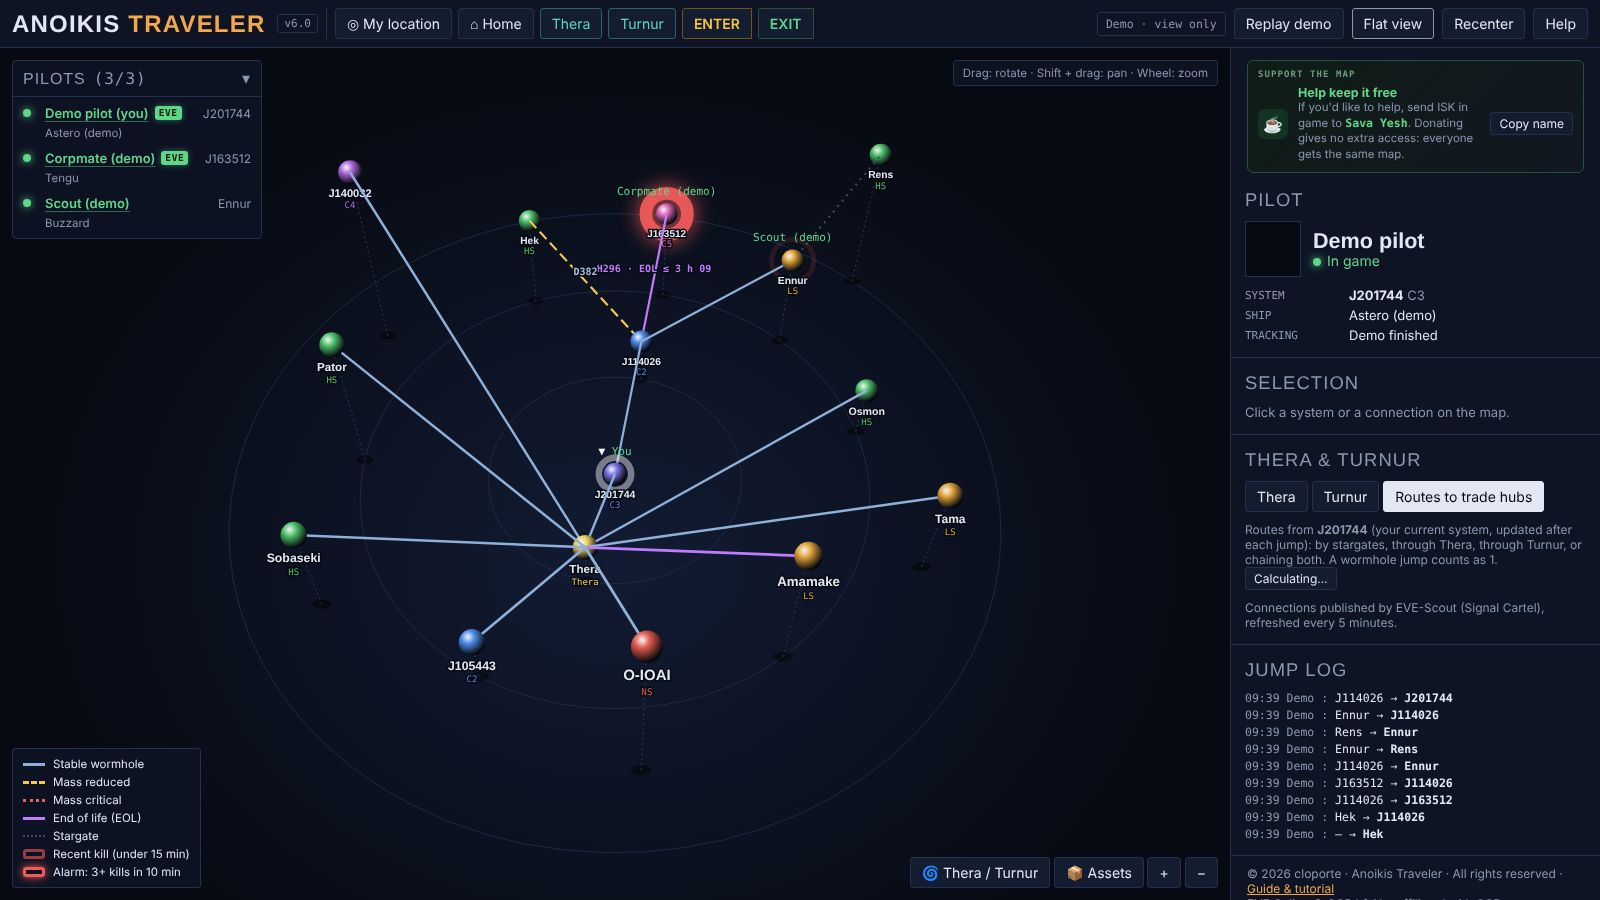 ANOIKIS TRAVELER v6.0 ◎ My location ⌂ Home Thera Turnur ENTER EXIT Demo · view only Replay demo Flat view Recenter Help
PILOTS (3/3) ▼
Demo pilot (you) EVE J201744
Astero (demo)
Corpmate (demo) EVE J163512
Tengu
Scout (demo) Ennur
Buzzard
Drag: rotate · Shift + drag: pan · Wheel: zoom
Rens
HS
J140032
C4
Corpmate (demo)
J163512
C5
Hek
HS
Scout (demo)
Ennur
LS
D382
H296 · EOL ≤ 3 h 09
J114026
C2
Pator
HS
Osmon
HS
▼ You
J201744
C3
Tama
LS
Sobaseki
HS
Thera
Thera
Amamake
LS
J105443
C2
O-IOAI
NS
Stable wormhole
Mass reduced
Mass critical
End of life (EOL)
Stargate
Recent kill (under 15 min)
Alarm: 3+ kills in 10 min
Thera / Turnur Assets + −
SUPPORT THE MAP
Help keep it free
If you'd like to help, send ISK in
game to Sava Yesh. Donating
gives no extra access: everyone
gets the same map.
Copy name
PILOT
Demo pilot
In game
SYSTEM J201744 C3
SHIP Astero (demo)
TRACKING Demo finished
SELECTION
Click a system or a connection on the map.
THERA & TURNUR
Thera Turnur Routes to trade hubs
Routes from J201744 (your current system, updated after
each jump): by stargates, through Thera, through Turnur, or
chaining both. A wormhole jump counts as 1.
Calculating...
Connections published by EVE-Scout (Signal Cartel),
refreshed every 5 minutes.
JUMP LOG
09:39 Demo : J114026 → J201744
09:39 Demo : Ennur → J114026
09:39 Demo : Rens → Ennur
09:39 Demo : Ennur → Rens
09:39 Demo : J114026 → Ennur
09:39 Demo : J163512 → J114026
09:39 Demo : J114026 → J163512
09:39 Demo : Hek → J114026
09:39 Demo : — → Hek
© 2026 cloporte · Anoikis Traveler · All rights reserved ·
Guide & tutorial